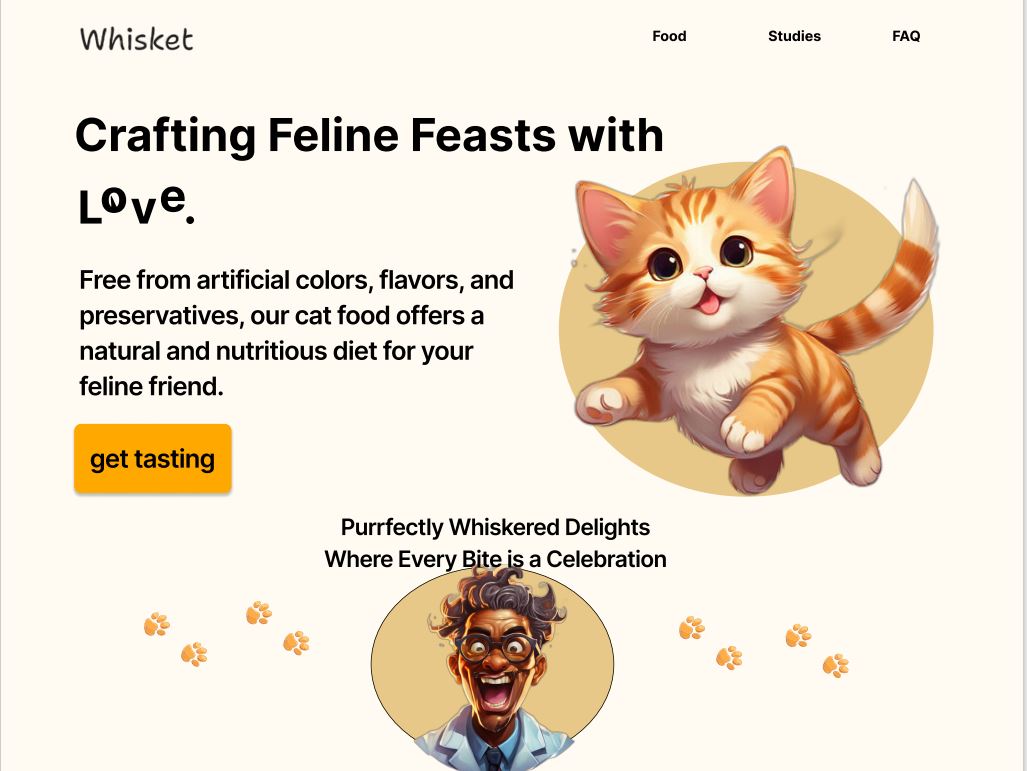 Whisket
Food
Studies
FAQ
Crafting Feline Feasts with
Love.
Free from artificial colors, flavors, and
preservatives, our cat food offers a
natural and nutritious diet for your
feline friend.
get tasting
Purrfectly Whiskered Delights
Where Every Bite is a Celebration